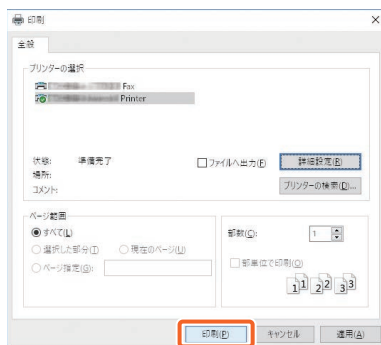 印刷
全般
プリンターの選択
Fax
Printer
状態: 準備完了
場所:
コメント:
ファイルへ出力(F)
詳細設定(R)
プリンターの検索(D)...
ページ範囲
すべて(L)
選択した部分(T) 現在のページ(U)
ページ指定(G):
部数(C): 1
部単位で印刷(O)
1 1 2 2 3 3
印刷(P) キャンセル 適用(A)